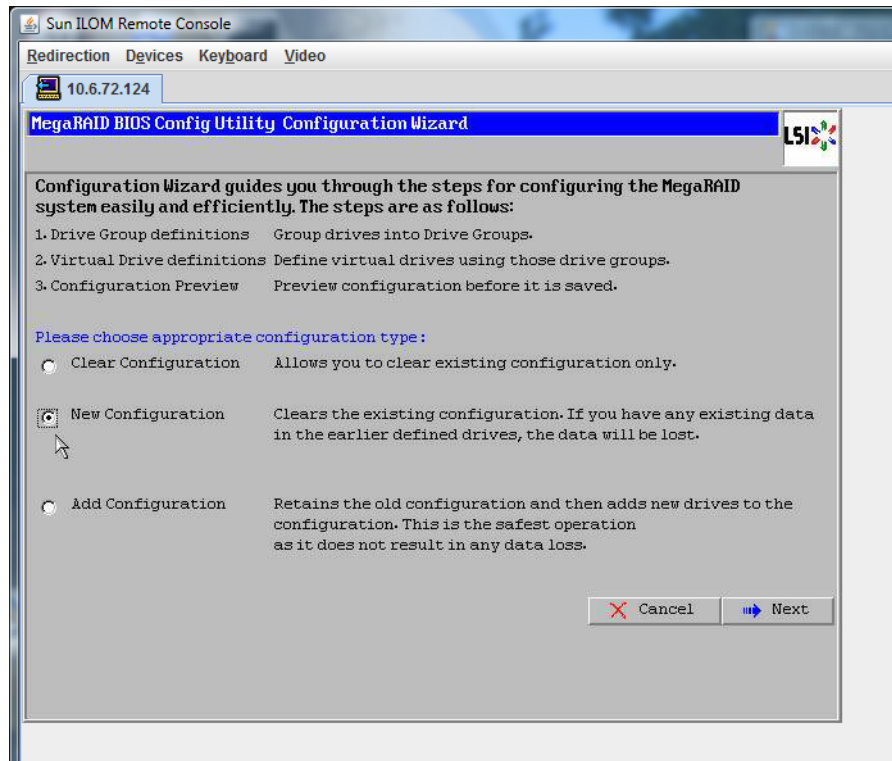 Sun ILOM Remote Console
Redirection Devices Keyboard Video
10.6.72.124
MegaRAID BIOS Config Utility Configuration Wizard
LSI
Configuration Wizard guides you through the steps for configuring the MegaRAID
system easily and efficiently. The steps are as follows:
1. Drive Group definitions Group drives into Drive Groups.
2. Virtual Drive definitions Define virtual drives using those drive groups.
3. Configuration Preview Preview configuration before it is saved.
Please choose appropriate configuration type:
Clear Configuration Allows you to clear existing configuration only.
New Configuration Clears the existing configuration. If you have any existing data
in the earlier defined drives, the data will be lost.
Add Configuration Retains the old configuration and then adds new drives to the
configuration. This is the safest operation
as it does not result in any data loss.
Cancel Next